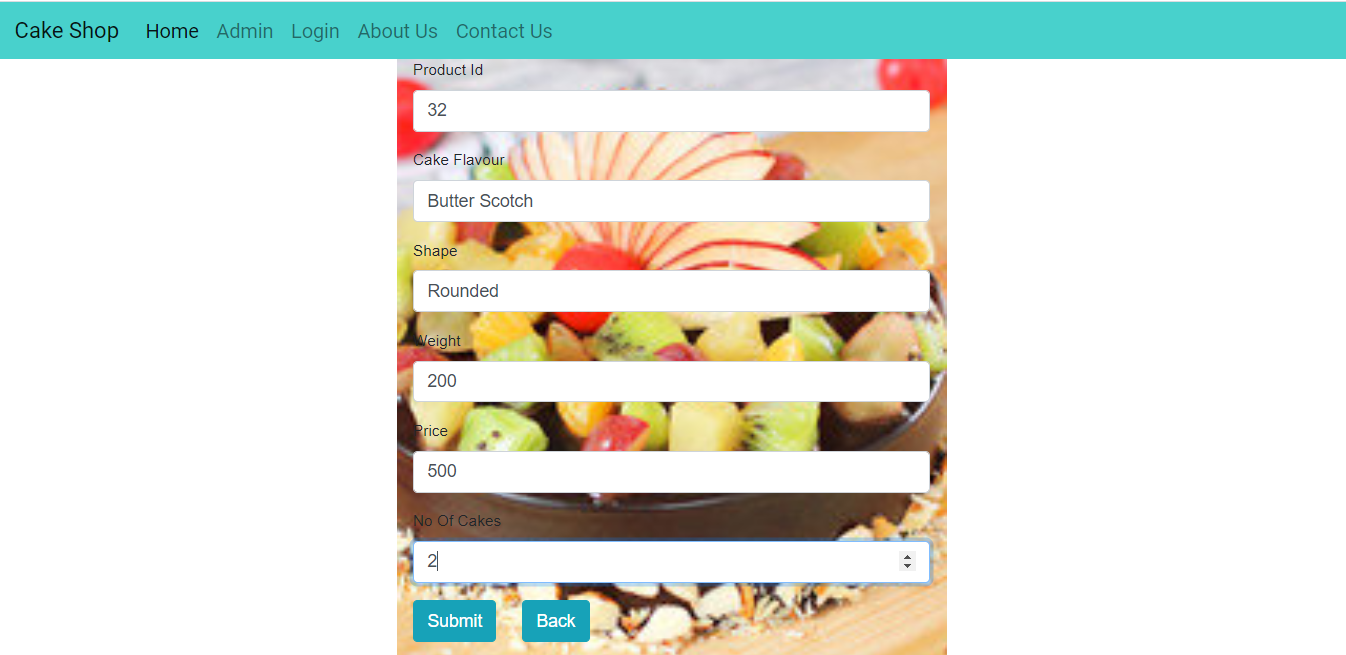 Cake Shop Home Admin Login About Us Contact Us
Product Id
32
Cake Flavour
Butter Scotch
Shape
Rounded
Weight
200
Price
500
No Of Cakes
2
Submit Back